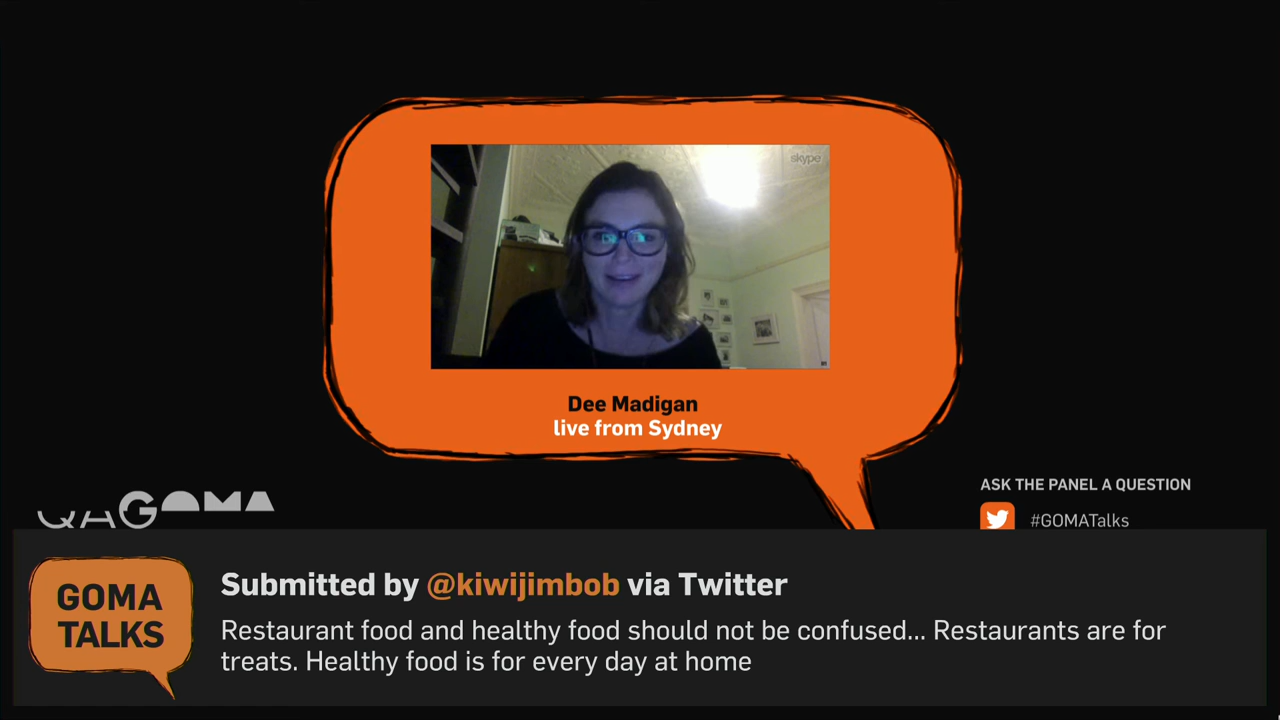 skype
Dee Madigan
live from Sydney
QAGOMA
ASK THE PANEL A QUESTION
#GOMATalks
GOMA
TALKS
Submitted by @kiwijimbob via Twitter
Restaurant food and healthy food should not be confused... Restaurants are for
treats. Healthy food is for every day at home